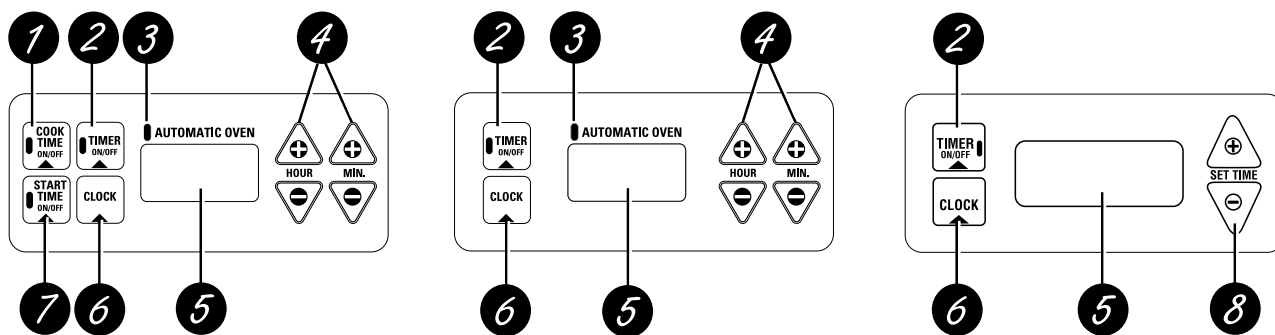 1 2 3 4
COOK
TIME
ON/OFF
TIMER
ON/OFF
AUTOMATIC OVEN
START
TIME
ON/OFF
CLOCK
HOUR MIN.
7 6 5
2 3 4
TIMER
ON/OFF
AUTOMATIC OVEN
CLOCK
HOUR MIN.
6 5
2
TIMER
ON/OFF
CLOCK
SET TIME
6 5 8